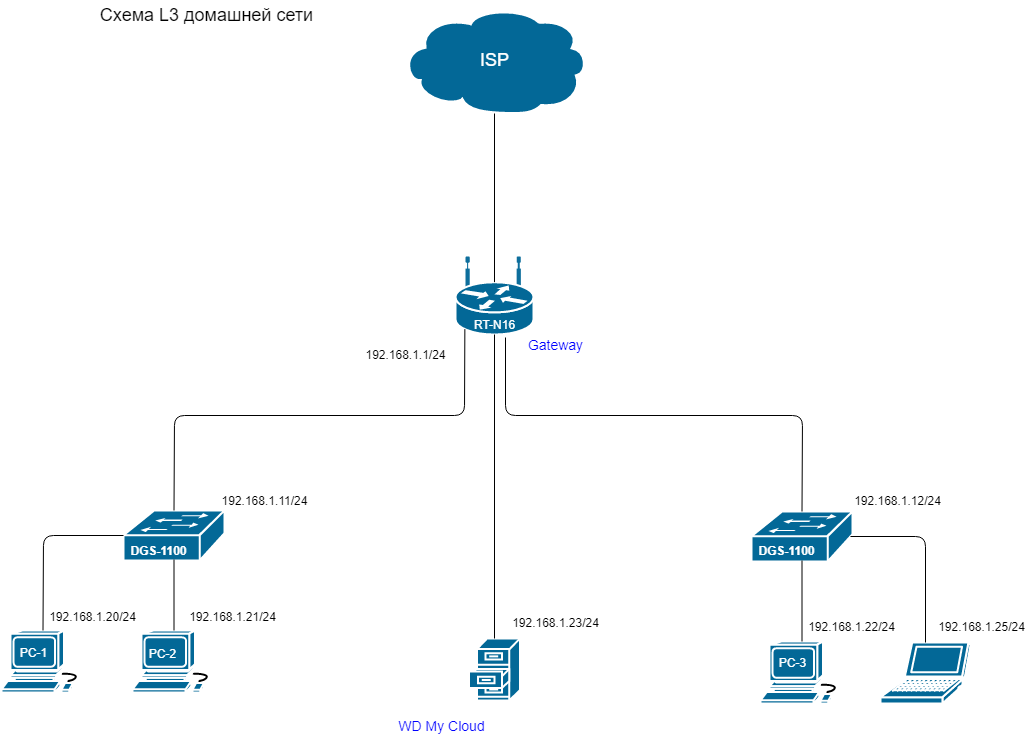 Схема L3 домашней сети
ISP
RT-N16
Gateway
192.168.1.1/24
192.168.1.11/24
192.168.1.12/24
DGS-1100
DGS-1100
192.168.1.20/24
192.168.1.21/24
192.168.1.23/24
192.168.1.22/24
192.168.1.25/24
PC-1
PC-2
PC-3
WD My Cloud